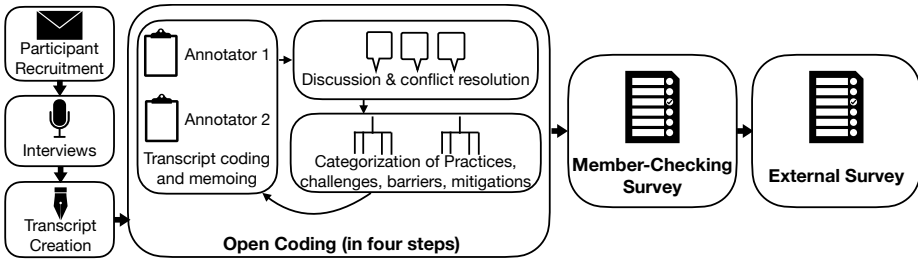 Participant
Recruitment
Interviews
Transcript
Creation
Annotator 1
Annotator 2
Transcript coding
and memoing
Discussion & conflict resolution
Categorization of Practices,
challenges, barriers, mitigations
Open Coding (in four steps)
Member-Checking
Survey
External Survey